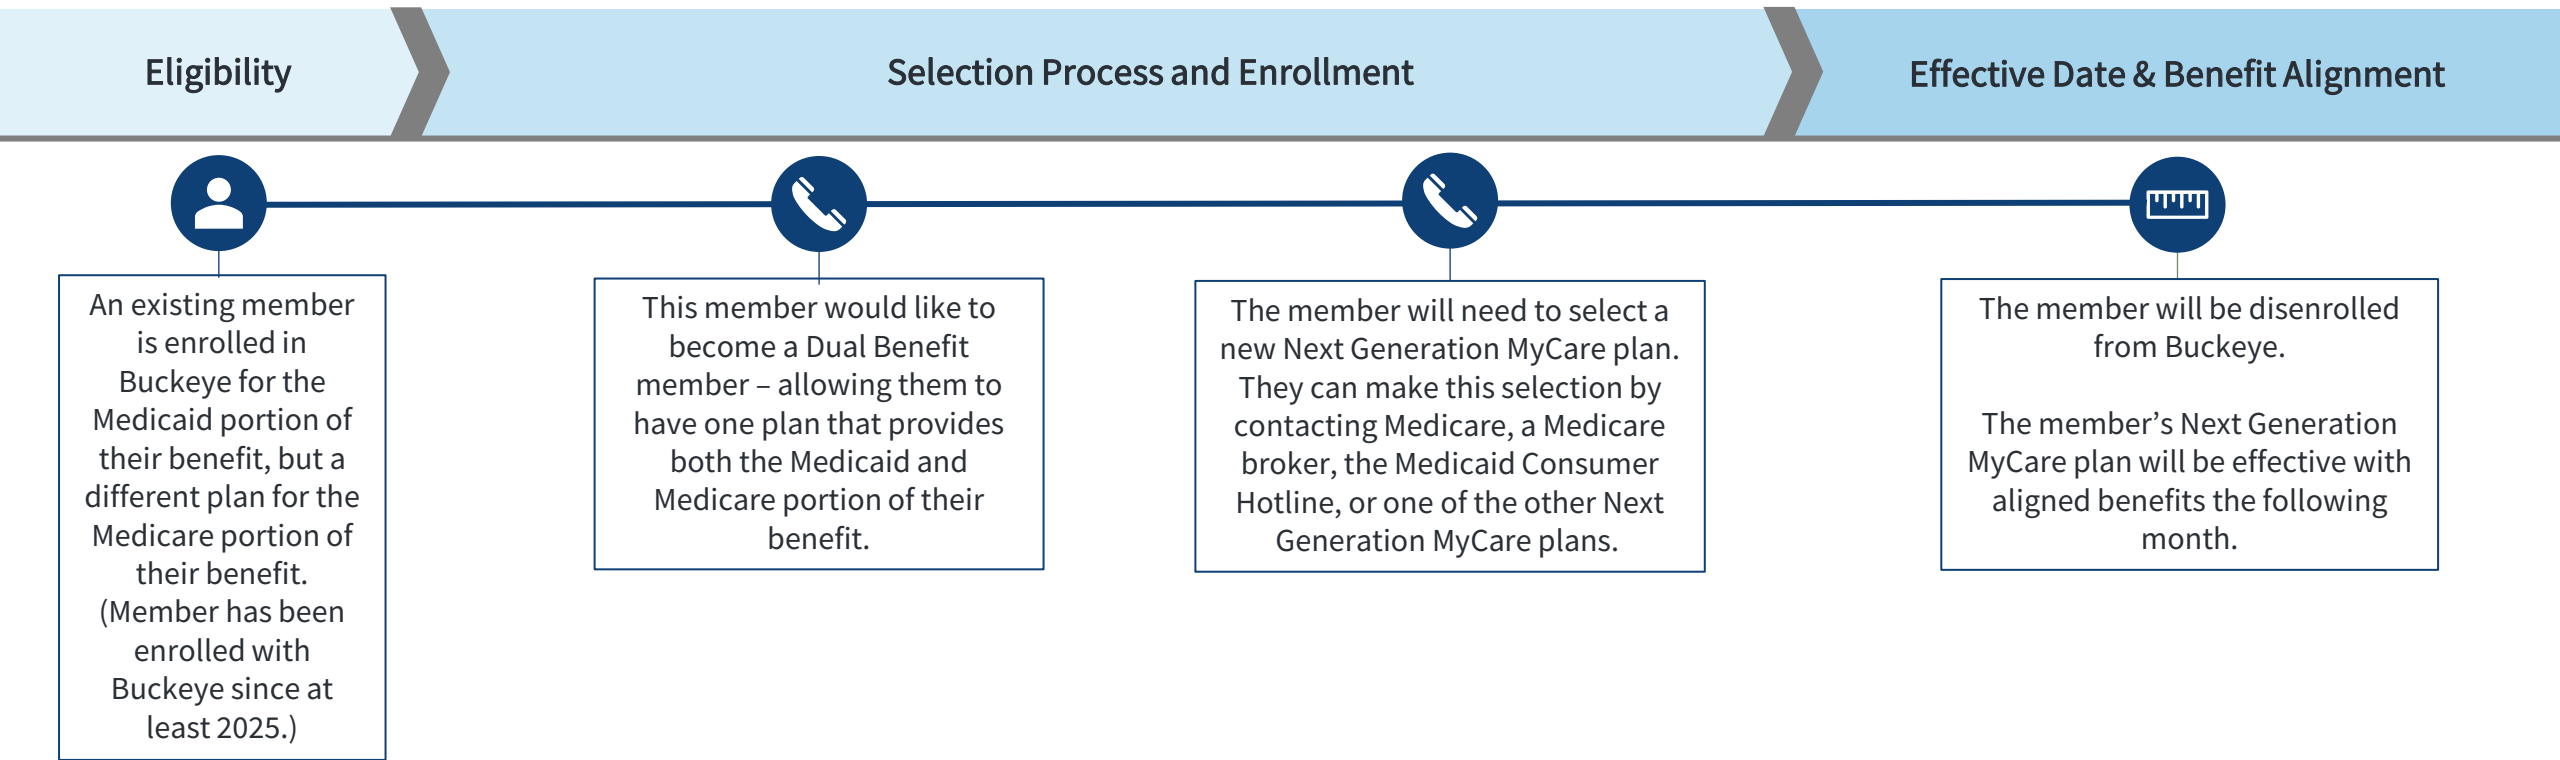 Eligibility
Selection Process and Enrollment
Effective Date & Benefit Alignment
An existing member
is enrolled in
Buckeye for the
Medicaid portion of
their benefit, but a
different plan for the
Medicare portion of
their benefit.
(Member has been
enrolled with
Buckeye since at
least 2025.)
This member would like to
become a Dual Benefit
member – allowing them to
have one plan that provides
both the Medicaid and
Medicare portion of their
benefit.
The member will need to select a
new Next Generation MyCare plan.
They can make this selection by
contacting Medicare, a Medicare
broker, the Medicaid Consumer
Hotline, or one of the other Next
Generation MyCare plans.
The member will be disenrolled
from Buckeye.
The member’s Next Generation
MyCare plan will be effective with
aligned benefits the following
month.